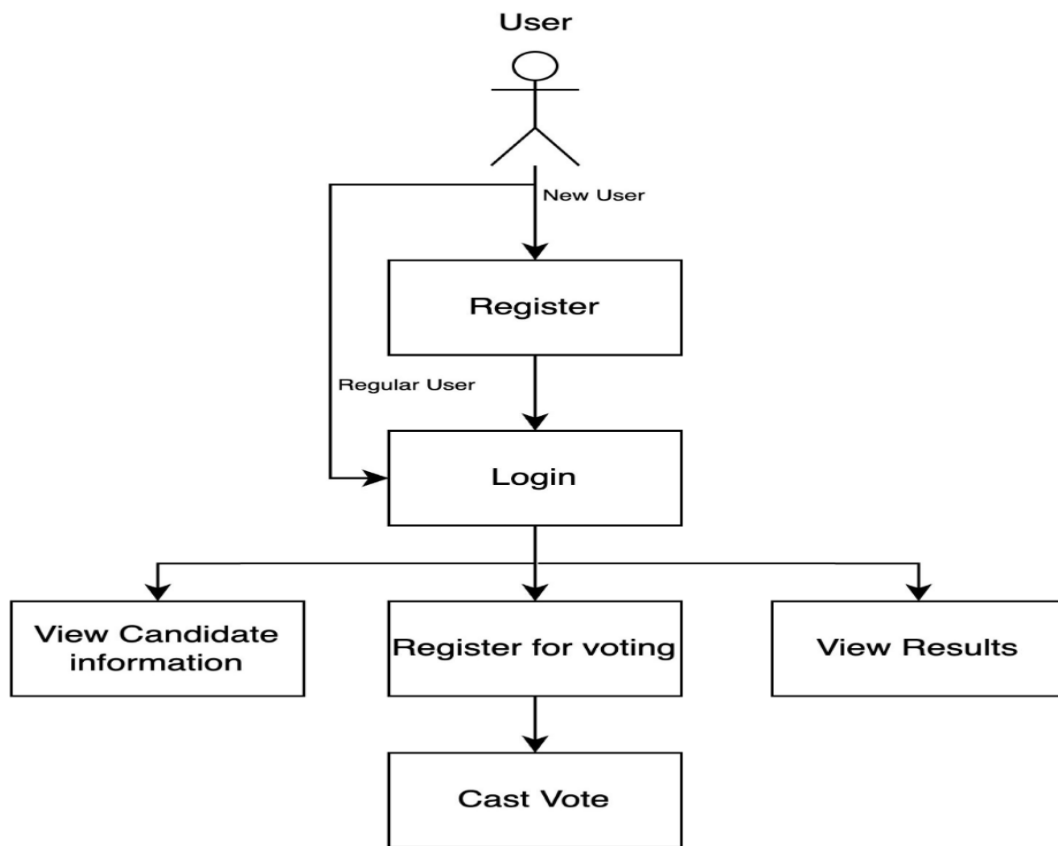 User
New User
Register
Regular User
Login
View Candidate
information
Register for voting
View Results
Cast Vote